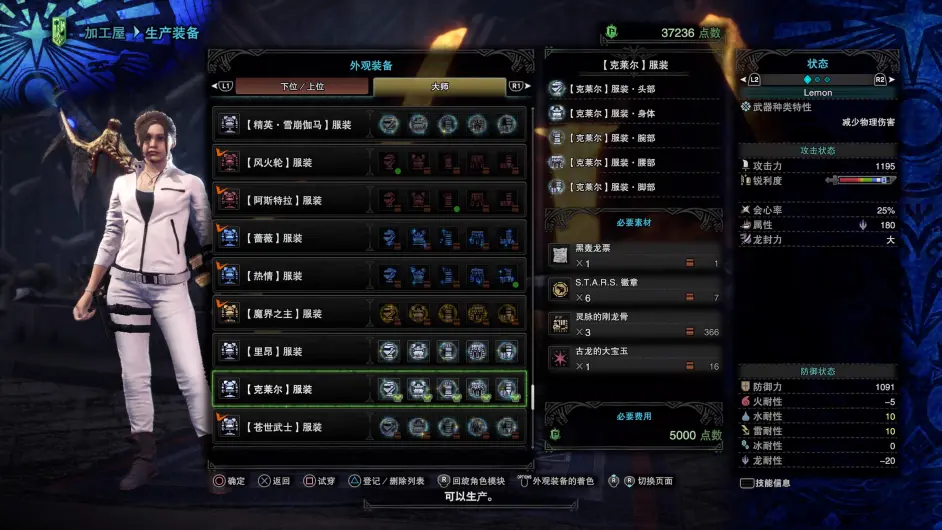 加工屋 生产装备
37236 点数
外观装备
L1 下位/上位 大师 R1
【精英·雪崩伽马】服装
【风火轮】服装
【阿斯特拉】服装
【蔷薇】服装
【热情】服装
【魔界之主】服装
【里昂】服装
【克莱尔】服装
【苍世武士】服装
【克莱尔】服装
【克莱尔】服装·头部
【克莱尔】服装·身体
【克莱尔】服装·腕部
【克莱尔】服装·腰部
【克莱尔】服装·脚部
必要素材
黑轰龙票
×1 1
S.T.A.R.S. 徽章
×6 7
灵脉的刚龙骨
×3 366
古龙的大宝玉
×1 16
必要费用
5000 点数
状态
L2 R2
Lemon
武器种类特性
减少物理伤害
攻击状态
攻击力 1195
锐利度
会心率 25%
属性 180
龙封力 大
防御状态
防御力 1091
火耐性 -5
水耐性 10
雷耐性 10
冰耐性 0
龙耐性 -20
确定 返回 试穿 登记/删除列表 R 回旋角色模块 OPTIONS 外观装备的着色 R 切换页面
技能信息
可以生产。